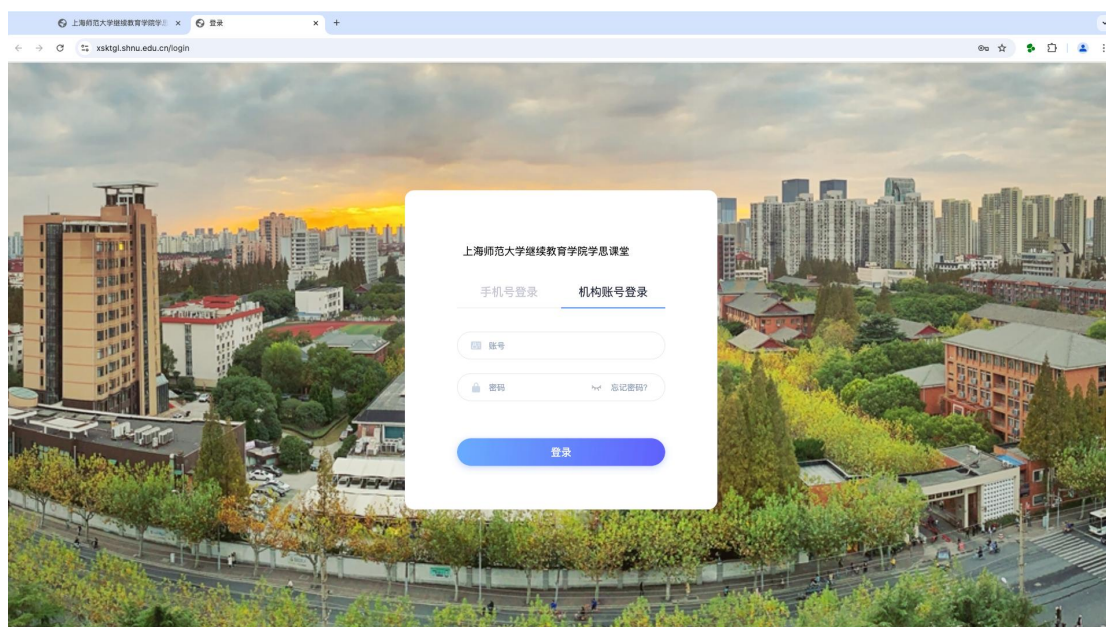 上海师范大学继续教育学院学思
登录
xsktgl.shnu.edu.cn/login
上海师范大学继续教育学院学思课堂
手机号登录 机构账号登录
账号
密码 忘记密码?
登录